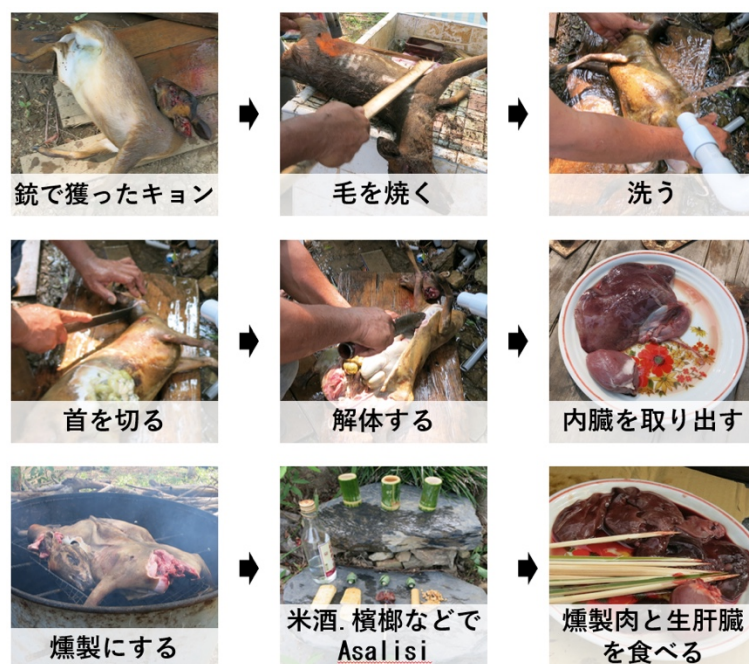 銃で獲ったキョン
毛を焼く
洗う
首を切る
解体する
内臓を取り出す
燻製にする
米酒.檳榔などで
Asalisi
燻製肉と生肝臓
を食べる